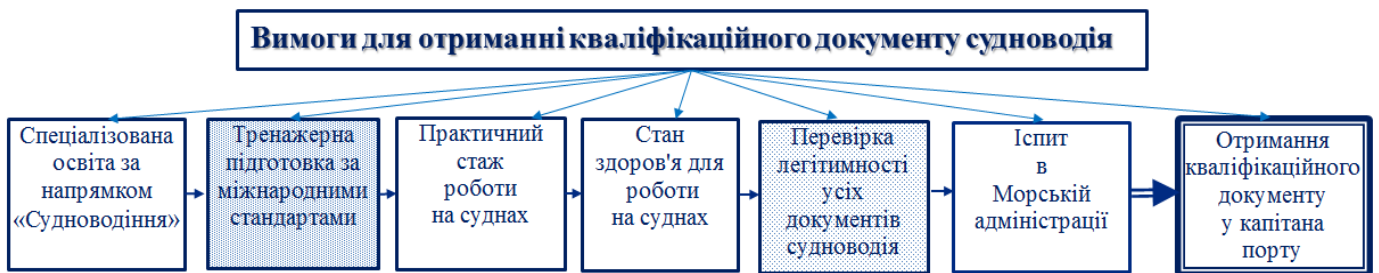 Вимоги для отриманні кваліфікаційного документу судноводія
Спеціалізована
освіта за
напрямком
«Судноводіння»
Тренажерна
підготовка за
міжнародними
стандартами
Практичний
стаж
роботи
на суднах
Стан
здоров'я для
роботи
на суднах
Перевірка
легітимності
усіх
документів
судноводія
Іспит
в
Морській
адміністрації
Отримання
кваліфікаційного
документу
у капітана
порту